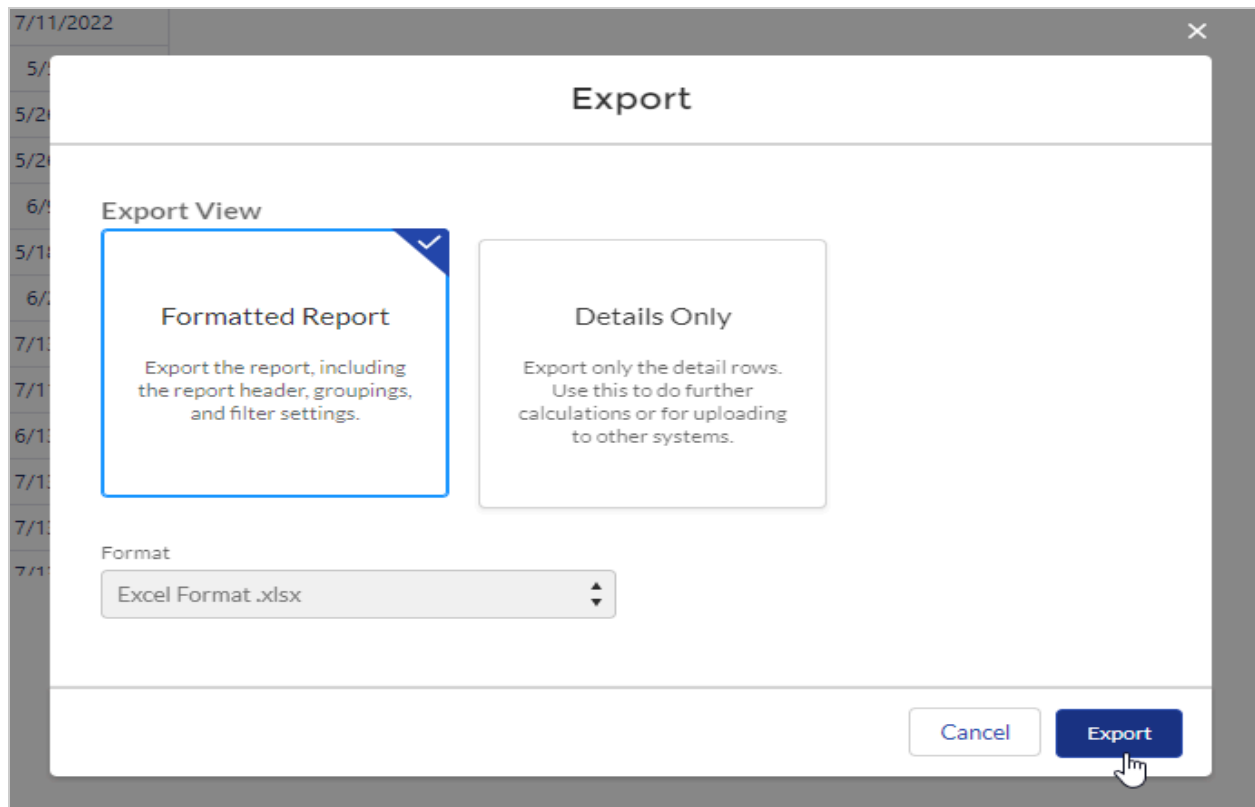 7/11/2022
Export
Export View
Formatted Report
Export the report, including
the report header, groupings,
and filter settings.
Details Only
Export only the detail rows.
Use this to do further
calculations or for uploading
to other systems.
Format
Excel Format .xlsx
Cancel
Export